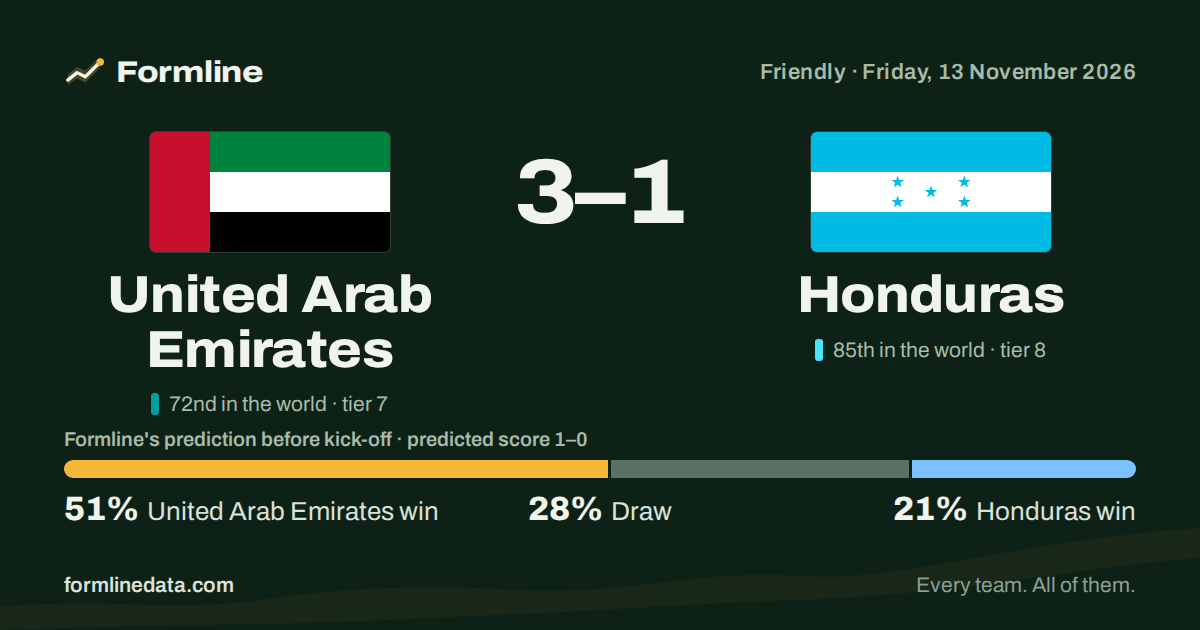 Formline
Friendly · Friday, 13 November 2026
3–1
United Arab
Emirates
72nd in the world · tier 7
Honduras
85th in the world · tier 8
Formline's prediction before kick-off · predicted score 1–0
51% United Arab Emirates win
28% Draw
21% Honduras win
formlinedata.com
Every team. All of them.